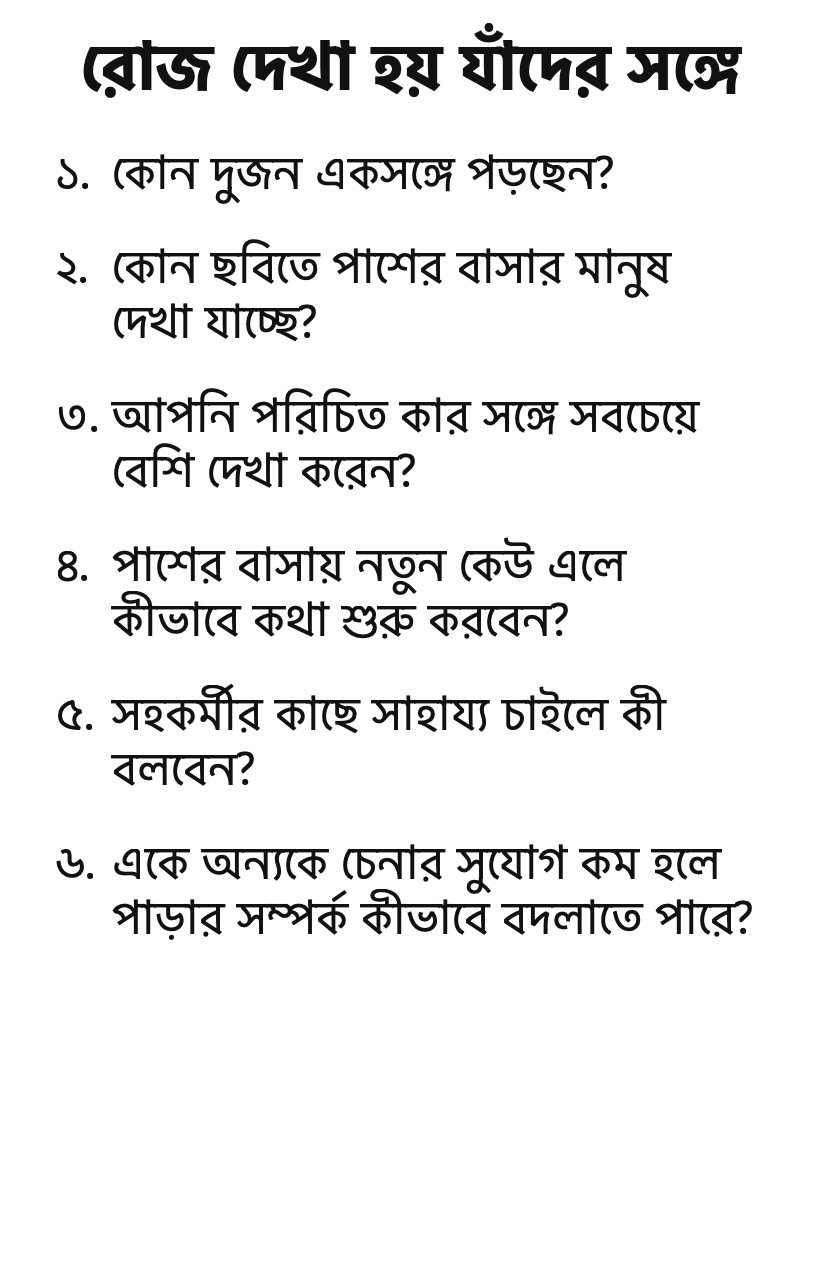 রোজ দেখা হয় যাঁদের সঙ্গে
১. কোন দুজন একসঙ্গে পড়ছেন?
২. কোন ছবিতে পাশের বাসার মানুষ
দেখা যাচ্ছে?
৩. আপনি পরিচিত কার সঙ্গে সবচেয়ে
বেশি দেখা করেন?
৪. পাশের বাসায় নতুন কেউ এলে
কীভাবে কথা শুরু করবেন?
৫. সহকর্মীর কাছে সাহায্য চাইলে কী
বলবেন?
৬. একে অন্যকে চেনার সুযোগ কম হলে
পাড়ার সম্পর্ক কীভাবে বদলাতে পারে?